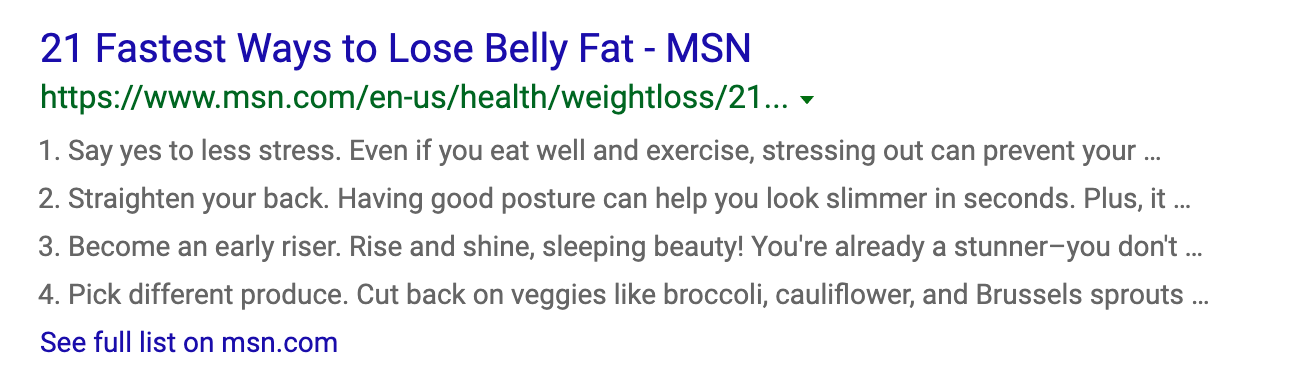 21 Fastest Ways to Lose Belly Fat - MSN
https://www.msn.com/en-us/health/weightloss/21...
1. Say yes to less stress. Even if you eat well and exercise, stressing out can prevent your ...
2. Straighten your back. Having good posture can help you look slimmer in seconds. Plus, it ...
3. Become an early riser. Rise and shine, sleeping beauty! You're already a stunner–you don't ...
4. Pick different produce. Cut back on veggies like broccoli, cauliflower, and Brussels sprouts ...
See full list on msn.com